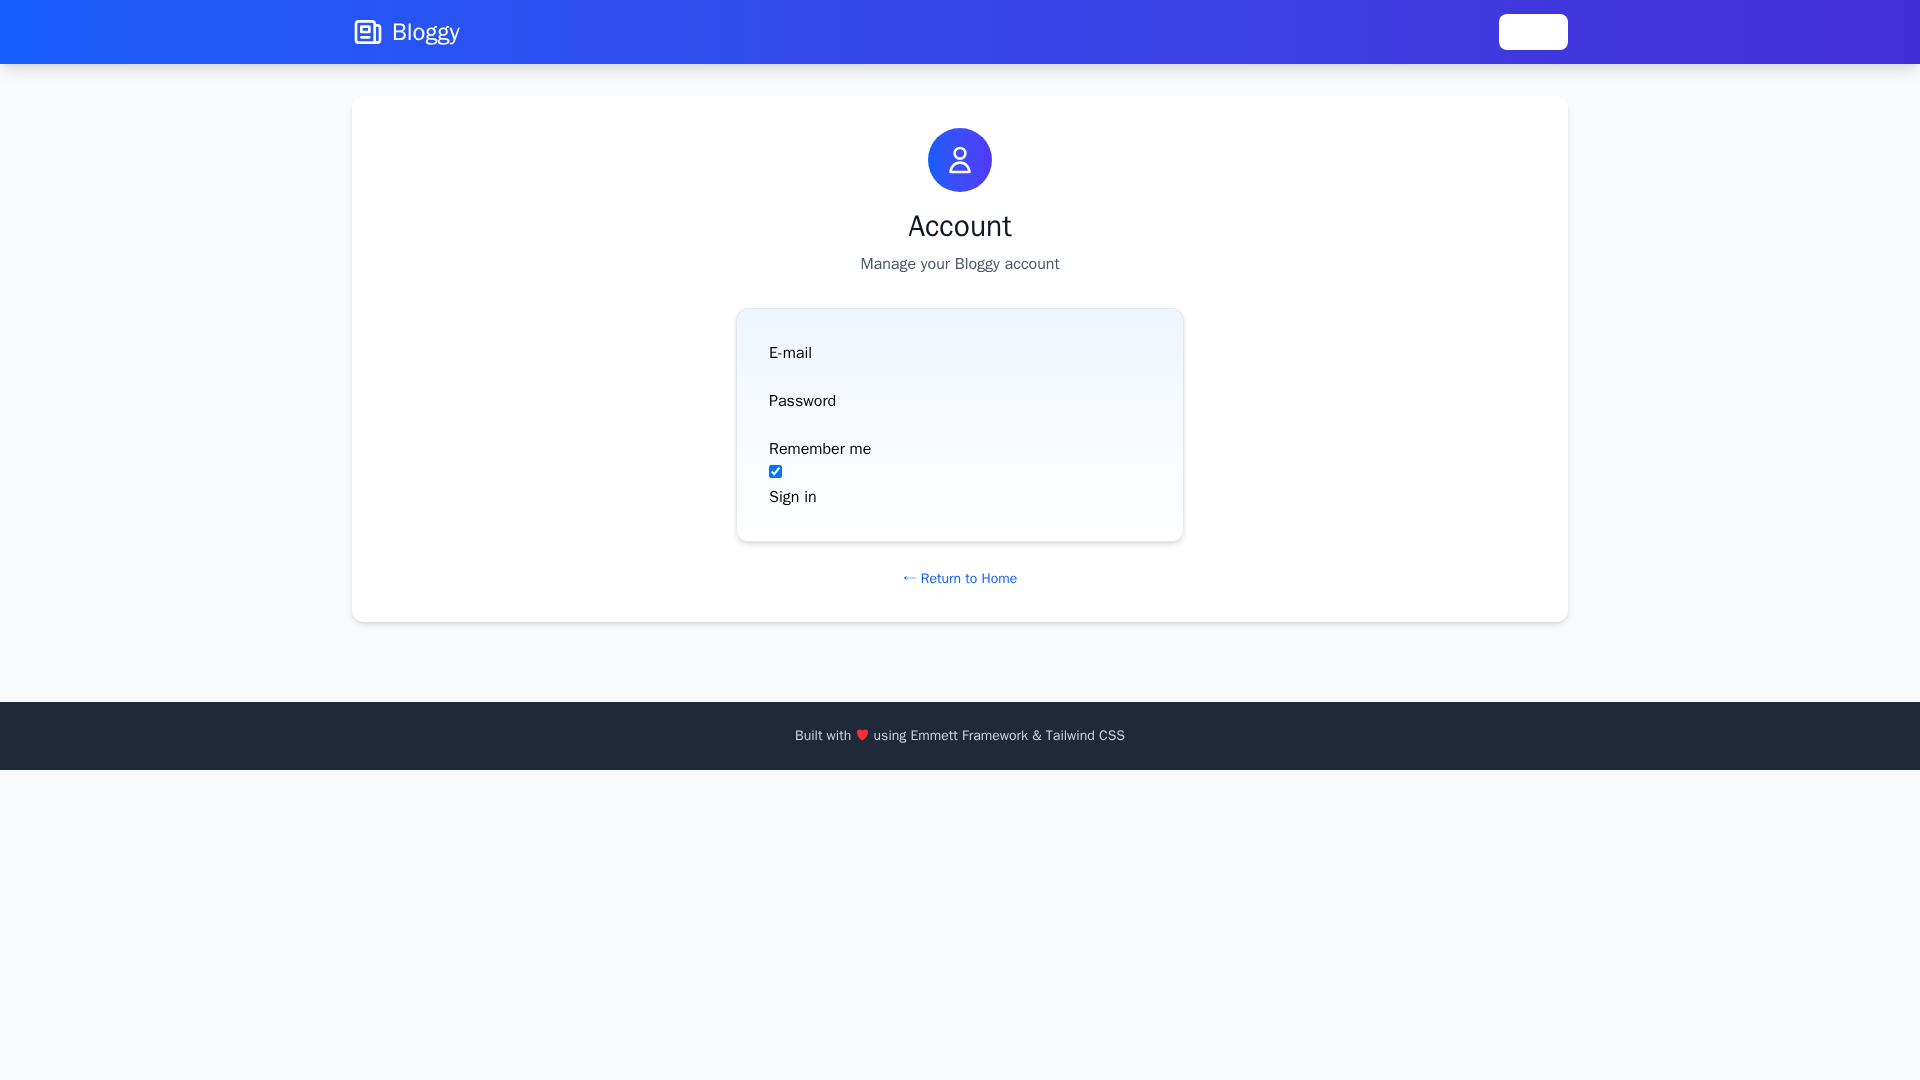 Bloggy
Account
Manage your Bloggy account
E-mail
Password
Remember me
Sign in
← Return to Home
Built with ♥ using Emmett Framework & Tailwind CSS